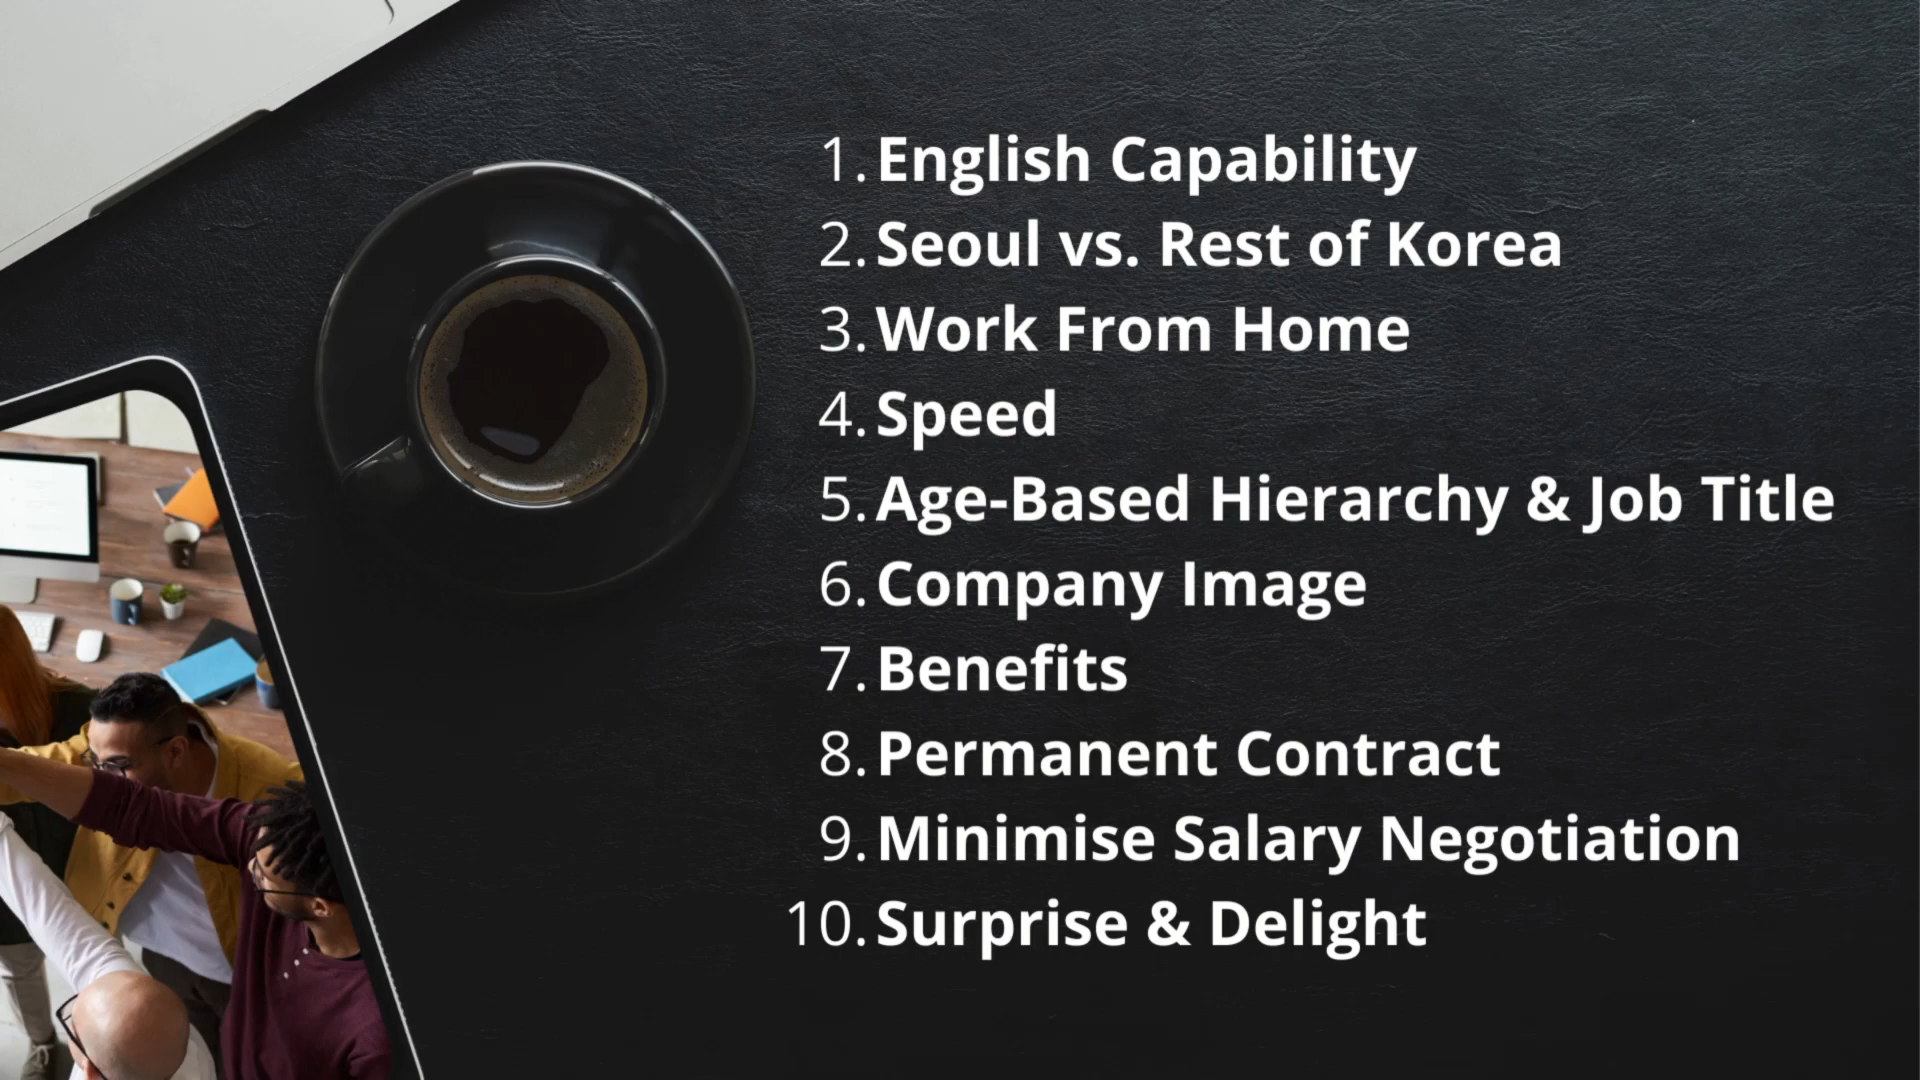 1. English Capability
2. Seoul vs. Rest of Korea
3. Work From Home
4. Speed
5. Age-Based Hierarchy & Job Title
6. Company Image
7. Benefits
8. Permanent Contract
9. Minimise Salary Negotiation
10. Surprise & Delight